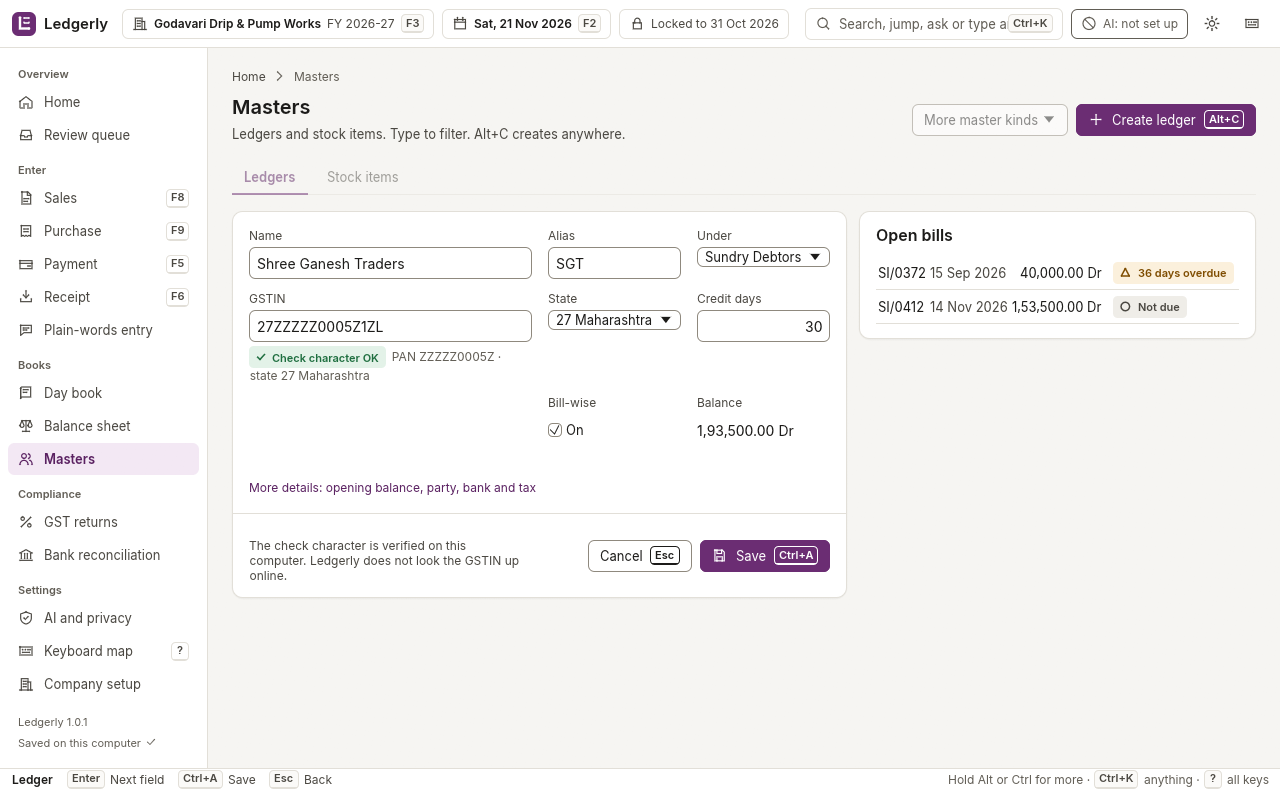 Ledgerly
Godavari Drip & Pump Works FY 2026-27 F3
Sat, 21 Nov 2026 F2
Locked to 31 Oct 2026
Search, jump, ask or type a Ctrl+K
AI: not set up
Overview
Home
Review queue
Enter
Sales F8
Purchase F9
Payment F5
Receipt F6
Plain-words entry
Books
Day book
Balance sheet
Masters
Compliance
GST returns
Bank reconciliation
Settings
AI and privacy
Keyboard map ?
Company setup
Ledgerly 1.0.1
Saved on this computer
Home Masters
Masters
Ledgers and stock items. Type to filter. Alt+C creates anywhere.
More master kinds
Create ledger Alt+C
Ledgers Stock items
Name Alias Under
Shree Ganesh Traders SGT Sundry Debtors
GSTIN State Credit days
27ZZZZZ0005Z1ZL 27 Maharashtra 30
Check character OK PAN ZZZZZ0005Z ·
state 27 Maharashtra
Bill-wise Balance
On 1,93,500.00 Dr
More details: opening balance, party, bank and tax
The check character is verified on this
computer. Ledgerly does not look the GSTIN up
online.
Cancel Esc Save Ctrl+A
Open bills
SI/0372 15 Sep 2026 40,000.00 Dr 36 days overdue
SI/0412 14 Nov 2026 1,53,500.00 Dr Not due
Ledger Enter Next field Ctrl+A Save Esc Back
Hold Alt or Ctrl for more · Ctrl+K anything · ? all keys